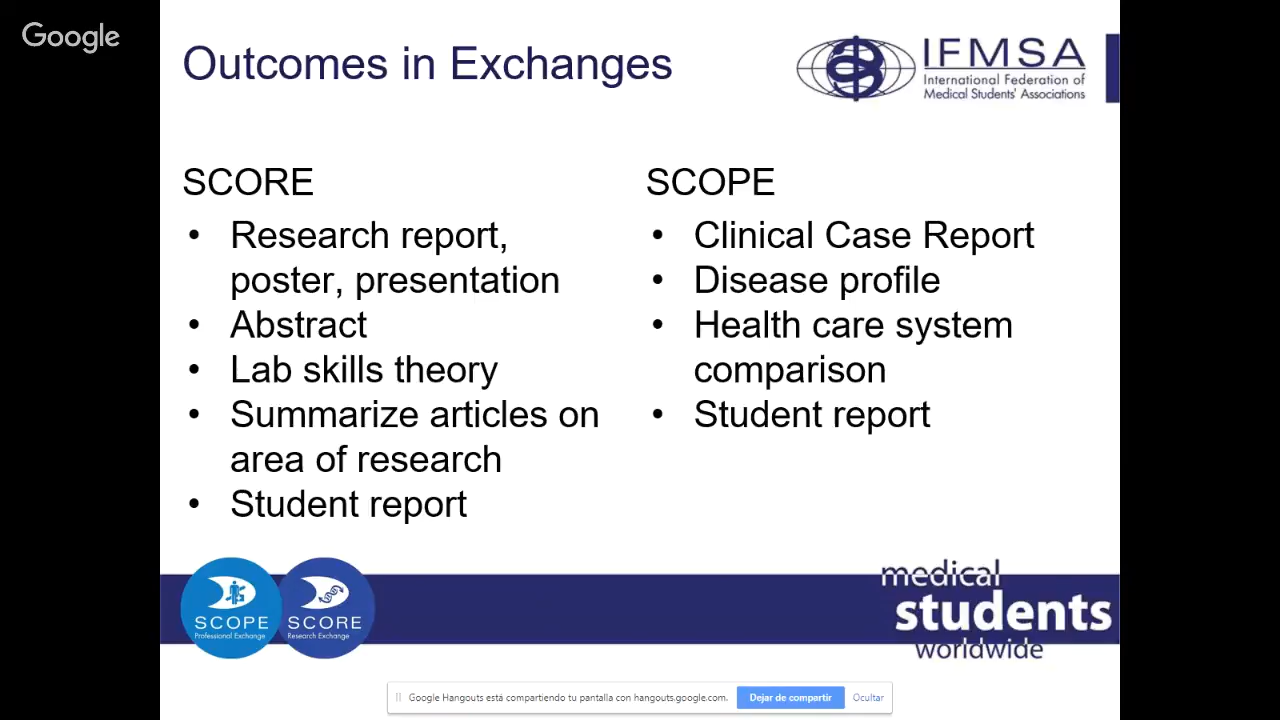 Google
Outcomes in Exchanges
IFMSA
International Federation of
Medical Students' Associations
SCORE
• Research report,
poster, presentation
• Abstract
• Lab skills theory
• Summarize articles on
area of research
• Student report
SCOPE
• Clinical Case Report
• Disease profile
• Health care system
comparison
• Student report
SCOPE
Professional Exchange
SCORE
Research Exchange
medical
students
worldwide
Google Hangouts está compartiendo tu pantalla con hangouts.google.com.
Dejar de compartir
Ocultar